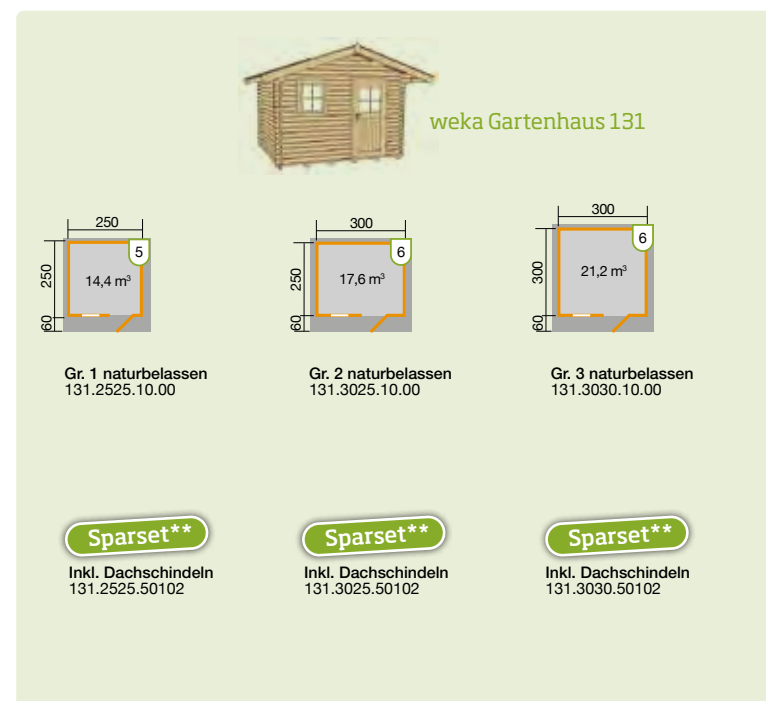 weka Gartenhaus 131
250
250
60
5
14,4 m³
300
250
60
6
17,6 m³
300
300
60
6
21,2 m³
Gr. 1 naturbelassen
131.2525.10.00
Gr. 2 naturbelassen
131.3025.10.00
Gr. 3 naturbelassen
131.3030.10.00
Sparset**
Inkl. Dachschindeln
131.2525.50102
Sparset**
Inkl. Dachschindeln
131.3025.50102
Sparset**
Inkl. Dachschindeln
131.3030.50102